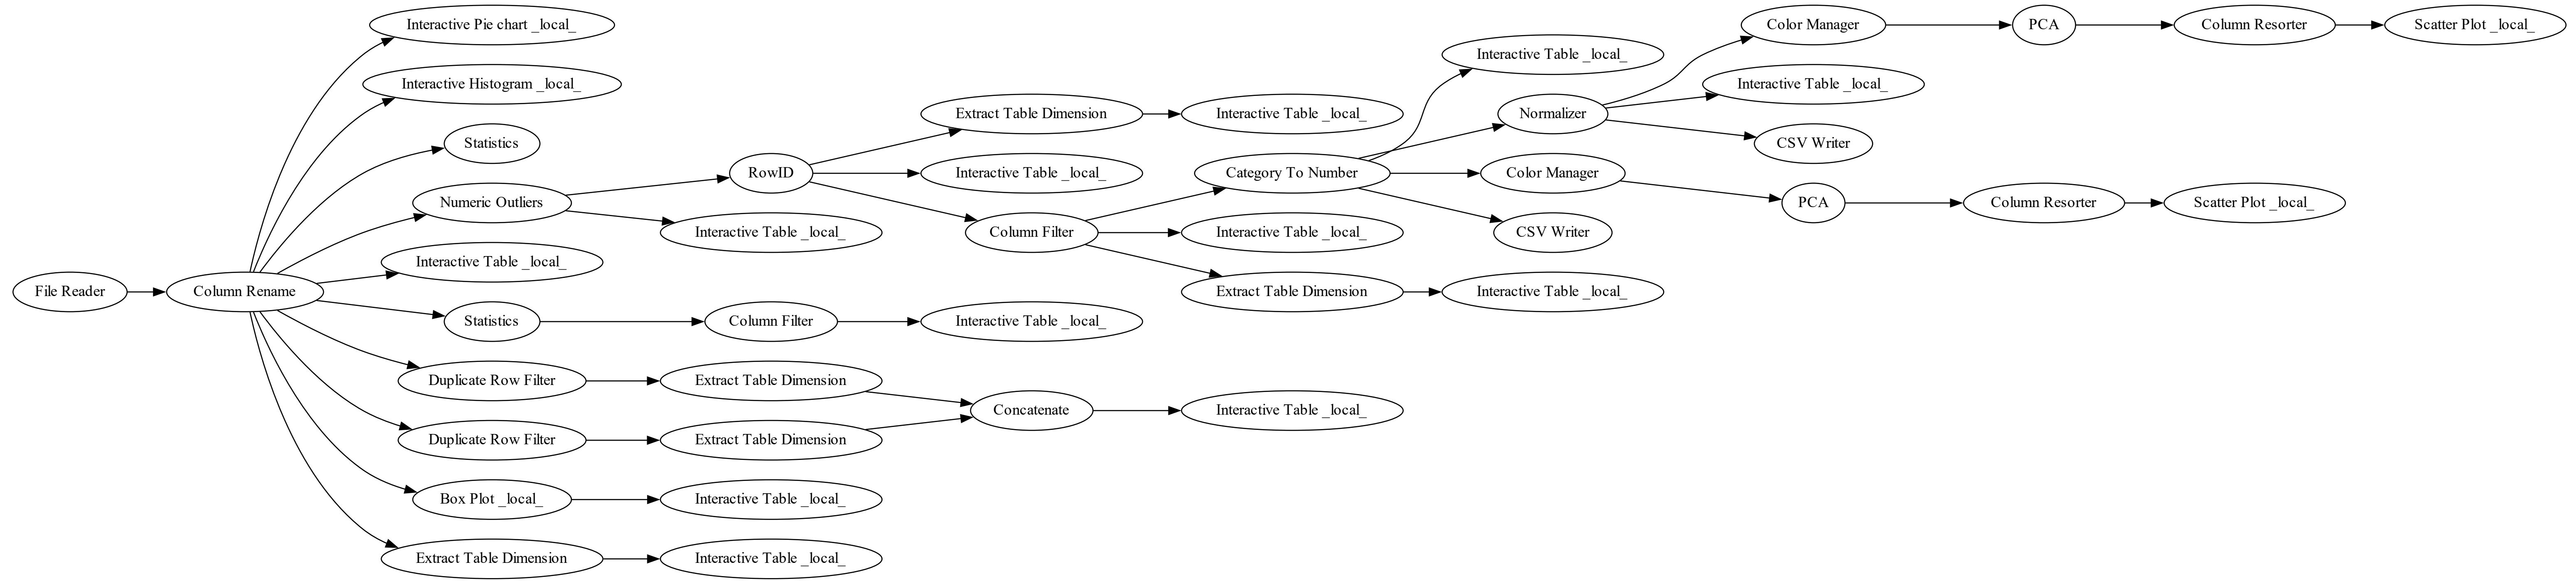 Interactive Pie chart _local_
Color Manager
PCA
Column Resorter
Scatter Plot _local_
Interactive Table _local_
Interactive Histogram _local_
Interactive Table _local_
Extract Table Dimension
Interactive Table _local_
Normalizer
Statistics
CSV Writer
RowID
Interactive Table _local_
Category To Number
Color Manager
Numeric Outliers
PCA
Column Resorter
Scatter Plot _local_
Interactive Table _local_
Column Filter
Interactive Table _local_
CSV Writer
Interactive Table _local_
File Reader
Column Rename
Extract Table Dimension
Interactive Table _local_
Statistics
Column Filter
Interactive Table _local_
Duplicate Row Filter
Extract Table Dimension
Concatenate
Interactive Table _local_
Duplicate Row Filter
Extract Table Dimension
Box Plot _local_
Interactive Table _local_
Extract Table Dimension
Interactive Table _local_